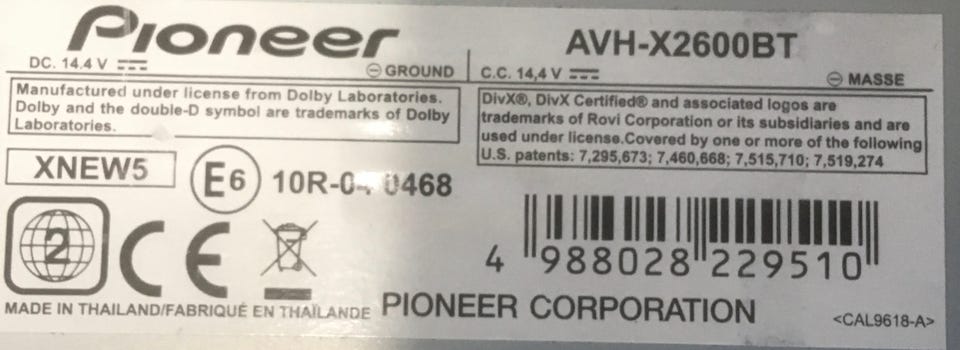 Pioneer
AVH-X2600BT
DC. 14.4 V
⊖ GROUND
C.C. 14,4 V
⊖ MASSE
Manufactured under license from Dolby Laboratories.
Dolby and the double-D symbol are trademarks of Dolby
Laboratories.
DivX®, DivX Certified® and associated logos are
trademarks of Rovi Corporation or its subsidiaries and are
used under license.Covered by one or more of the following
U.S. patents: 7,295,673; 7,460,668; 7,515,710; 7,519,274
XNEW5
E6
10R-04 0468
2
CE
4 988028 229510
MADE IN THAILAND/FABRIQUÉ EN THAÏLANDE
PIONEER CORPORATION
<CAL9618-A>